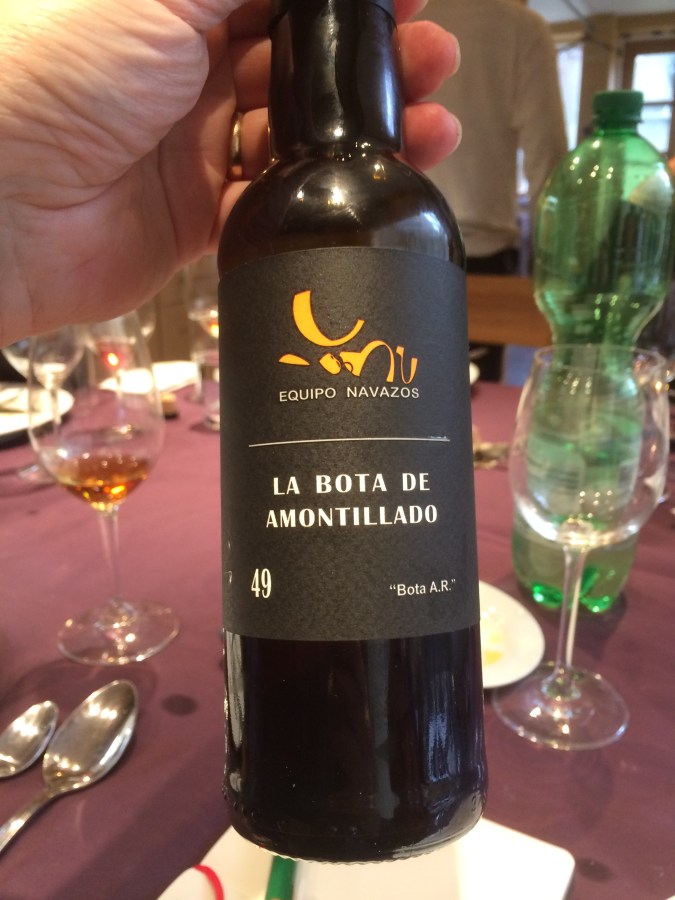 EQUIPO NAVAZOS
LA BOTA DE
AMONTILLADO
49 “Bota A.R.”